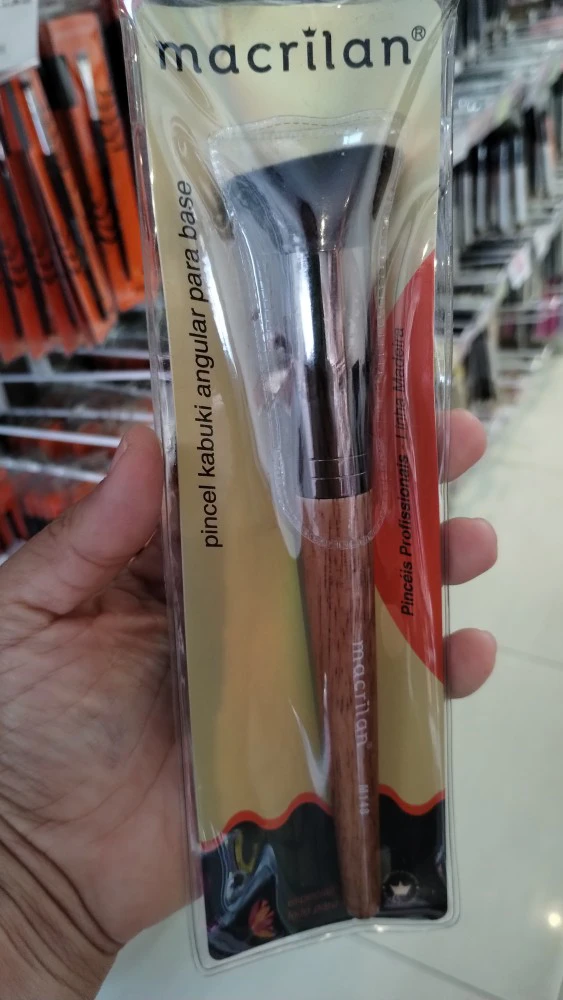 macrilan®
pincel kabuki angular para base
Pincéis Profissionais - Linha Madeira
macrilan